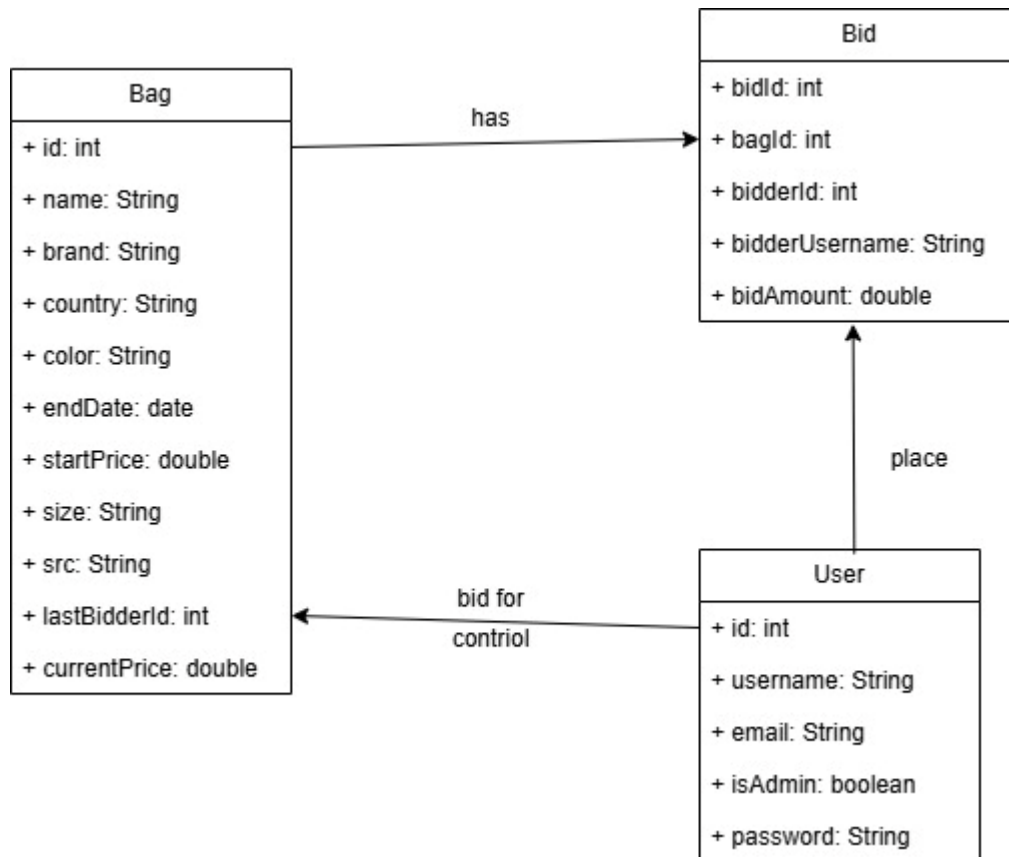 Bag
+ id: int
+ name: String
+ brand: String
+ country: String
+ color: String
+ endDate: date
+ startPrice: double
+ size: String
+ src: String
+ lastBidderId: int
+ currentPrice: double
has
Bid
+ bidId: int
+ bagId: int
+ bidderId: int
+ bidderUsername: String
+ bidAmount: double
place
bid for
contriol
User
+ id: int
+ username: String
+ email: String
+ isAdmin: boolean
+ password: String